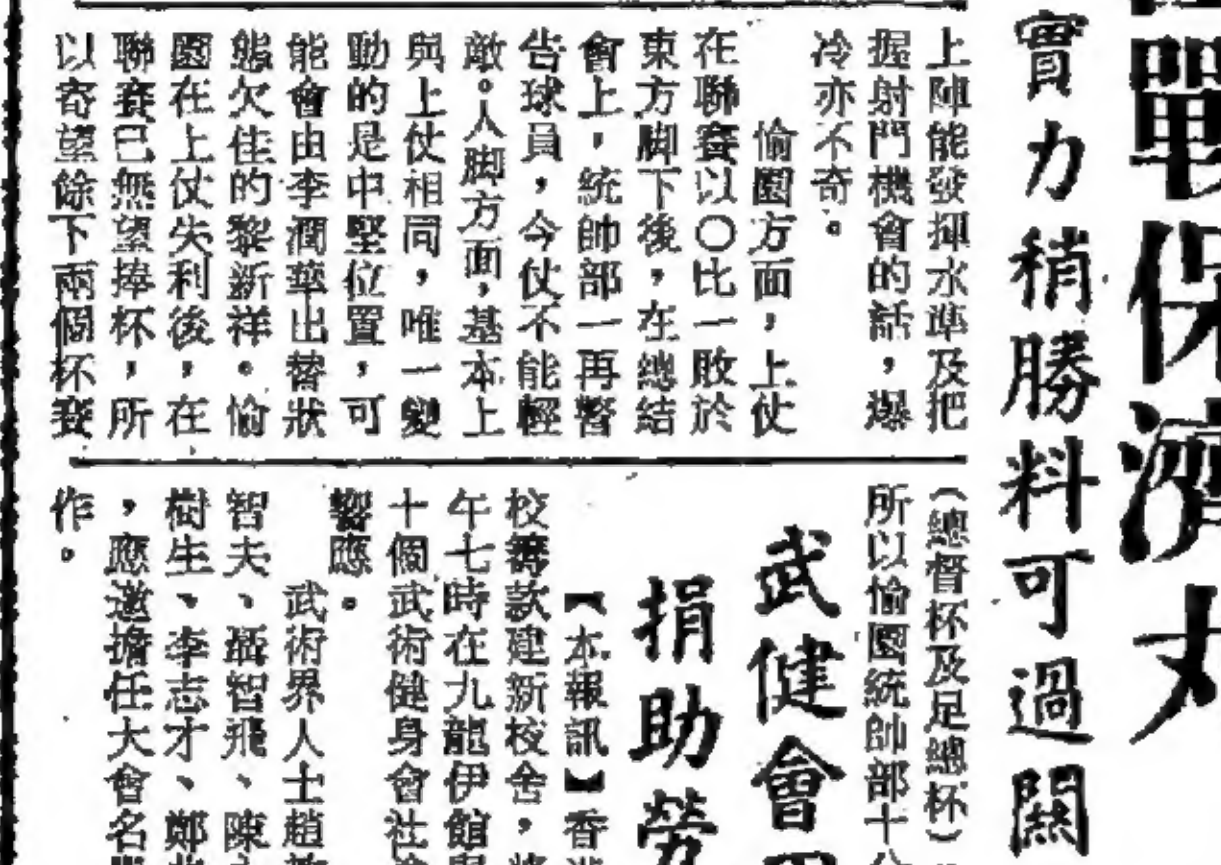 戰保濟丸
實力稍勝料可過關
上陣能發揮水準及把
握射門機會的話，爆
冷亦不奇。
愉園方面，上仗
在聯賽以〇比一敗於
東方脚下後，在總結
會上，統帥部一再警
告球員，今仗不能輕
敵。人脚方面，基本上
與上仗相同，唯一變
動的是中堅位置，可
能會由李潤華出替狀
態欠佳的黎新祥。愉
園在上仗失利後，在
聯賽已無望捧杯，所
以寄望餘下兩個杯賽
（總督杯及足總杯）
所以愉園統帥部十
武健會
捐助勞
【本報訊】香港
校籌款建新校舍，將
午七時在九龍伊館
十個武術健身會社
響應。
武術界人士趙
智夫、聶智飛、陳
樹生、李志才、鄭
，應邀擔任大會名
作。